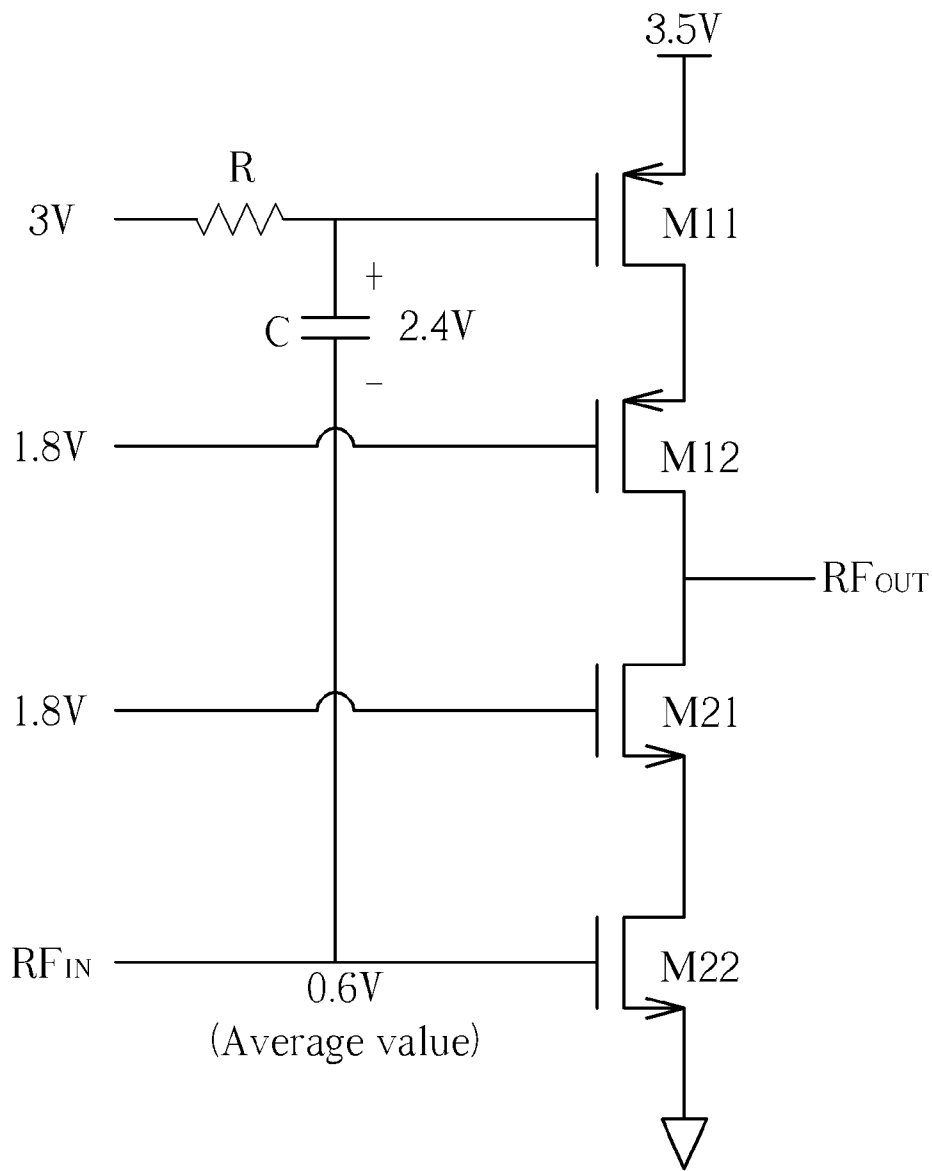 3.5V
R
3V
M11
+
C
2.4V
−
1.8V
M12
RFOUT
1.8V
M21
RFIN
M22
0.6V
(Average value)